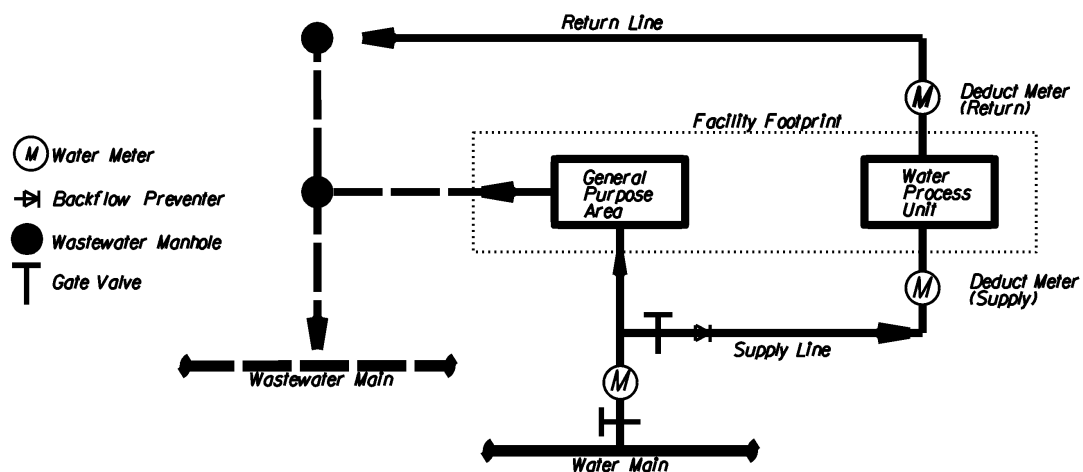 Return Line
M
Deduct Meter
(Return)
Facility Footprint
M Water Meter
Backflow Preventer
Wastewater Manhole
Gate Valve
General
Purpose
Area
Water
Process
Unit
M
Deduct Meter
(Supply)
Supply Line
Wastewater Main
M
Water Main